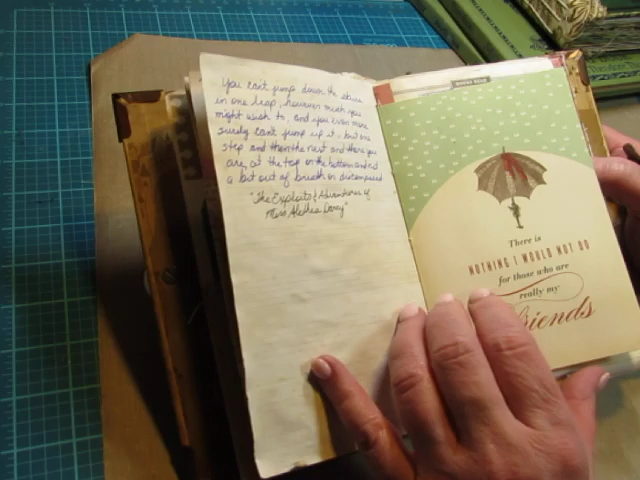 You can't jump down the stairs
in one leap, however much you
might wish to, and you even more
surely can't jump up it, but one
step and then the next and there you
are, at the top or the bottom and
a bit out of breath or discomposed
"The Exploits & Adventures of
Miss Alethea Darcy"
There is
NOTHING I WOULD NOT DO
for those who are
really my
friends